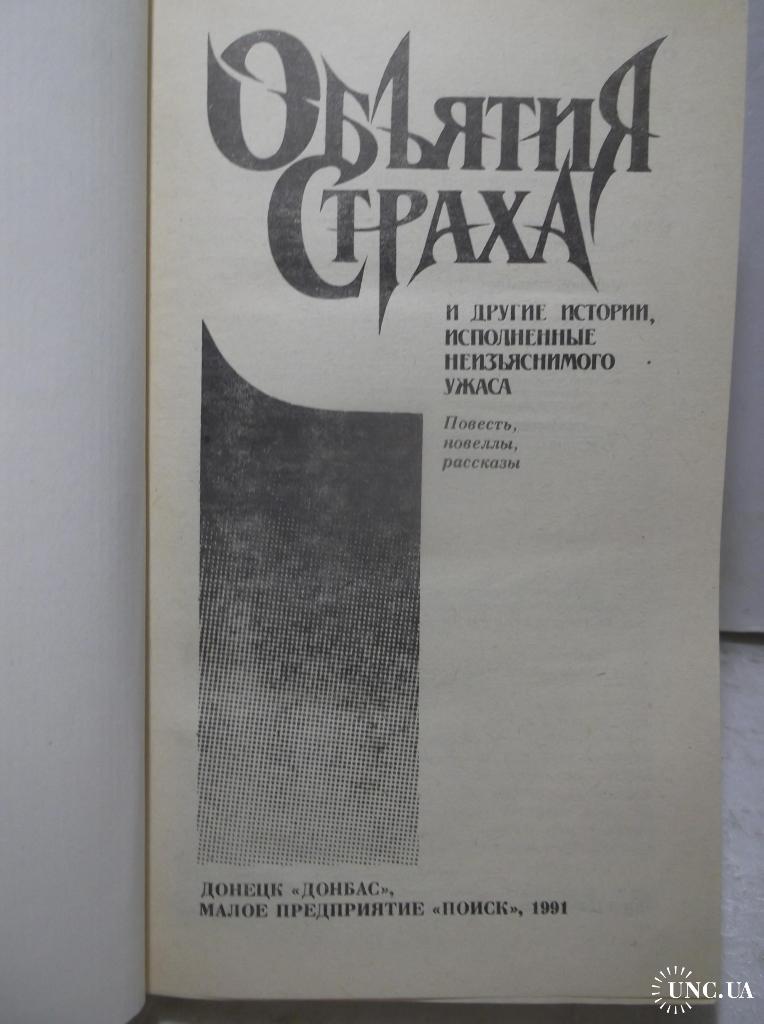 ОБЪЯТИЯ
СТРАХА
И ДРУГИЕ ИСТОРИИ,
ИСПОЛНЕННЫЕ
НЕИЗЪЯСНИМОГО
УЖАСА
Повесть,
новеллы,
рассказы
ДОНЕЦК «ДОНБАС»,
МАЛОЕ ПРЕДПРИЯТИЕ «ПОИСК», 1991
UNC.UA